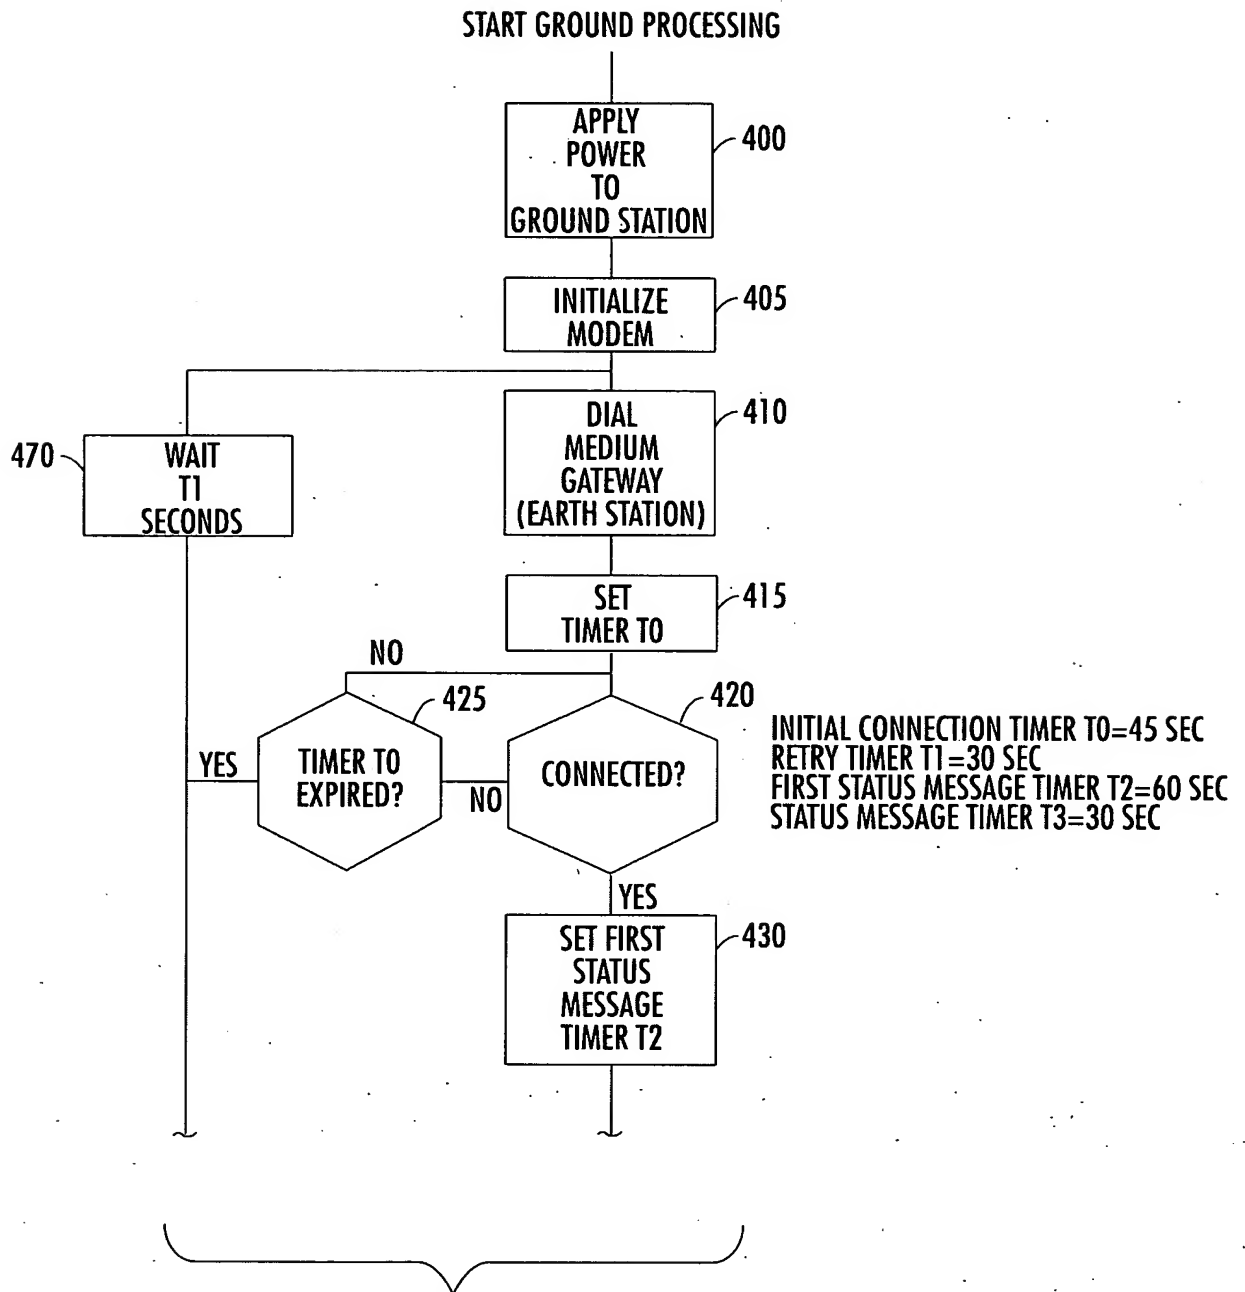 START GROUND PROCESSING
APPLY
POWER
TO
GROUND STATION
400
INITIALIZE
MODEM
405
DIAL
MEDIUM
GATEWAY
(EARTH STATION)
410
470
WAIT
T1
SECONDS
SET
TIMER T0
415
NO
425
420
YES
TIMER TO
EXPIRED?
NO
CONNECTED?
INITIAL CONNECTION TIMER T0=45 SEC
RETRY TIMER T1=30 SEC
FIRST STATUS MESSAGE TIMER T2=60 SEC
STATUS MESSAGE TIMER T3=30 SEC
YES
SET FIRST
STATUS
MESSAGE
TIMER T2
430